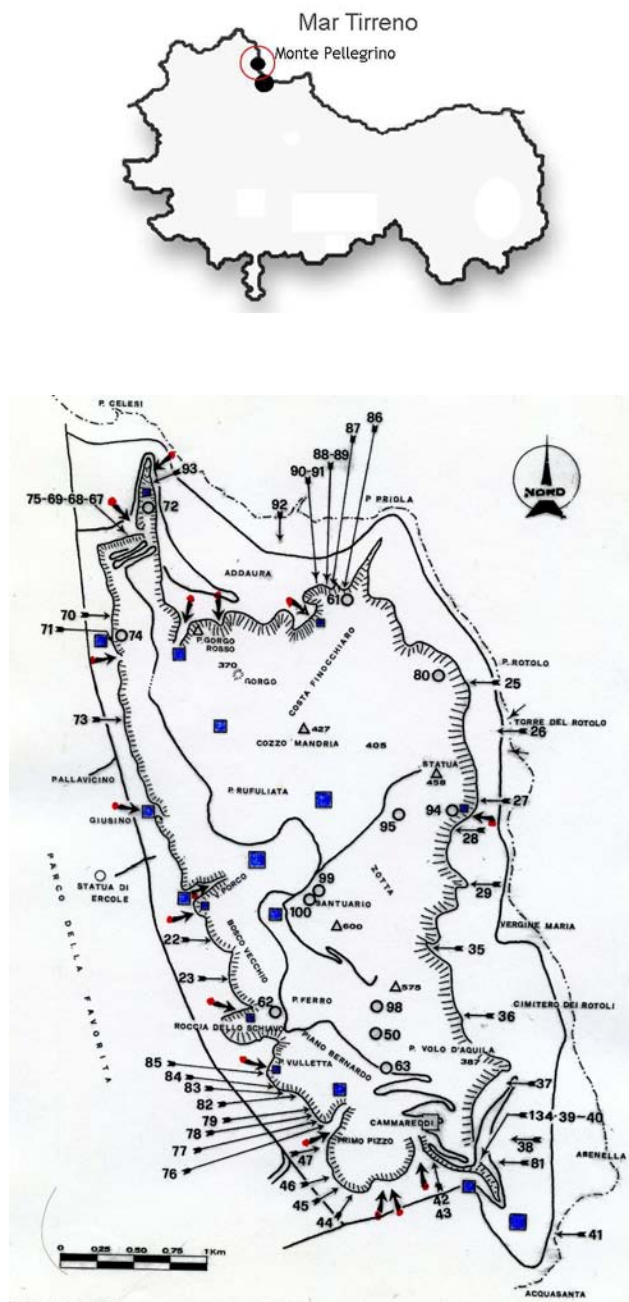 Mar Tirreno
Monte Pellegrino
P. CELESI
86
87
88-89
90-91
93
75-69-68-67
72
92
P PRIOLA
NORD
ADDAURA
70
61
71
74
P. GORGO ROSSO
370
GORGO
COSTA FINOCCHIARO
80
P. ROTOLO
25
73
427
COZZO MANDRIA
405
TORRE DEL ROTOLO
26
STATUA
458
PALLAVICINO
P. RUFULIATA
27
GIUSINO
94
95
28
PARCO DELLA FAVORITA
STATUA DI ERCOLE
PORCO
99
ZOTTA
29
100
SANTUARIO
600
VERGINE MARIA
22
BOSCO VECCHIO
35
23
575
62
P. FERRO
98
CIMITERO DEI ROTOLI
36
ROCCIA DELLO SCHIAVO
50
PIANO BERNARDO
P. VOLO D'AQUILA
387
85
P. VULLETTA
63
84
37
83
82
CAMMAREDDI
134-39-40
79
78
PRIMO PIZZO
38
ARENELLA
77
47
81
76
46
42
45
43
44
41
0 0,25 0,50 0,75 1 Km
ACQUASANTA